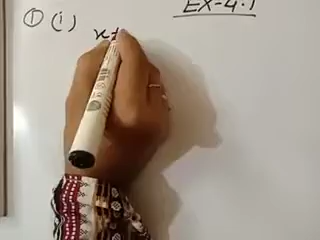 EX-4.1
① (i) x+